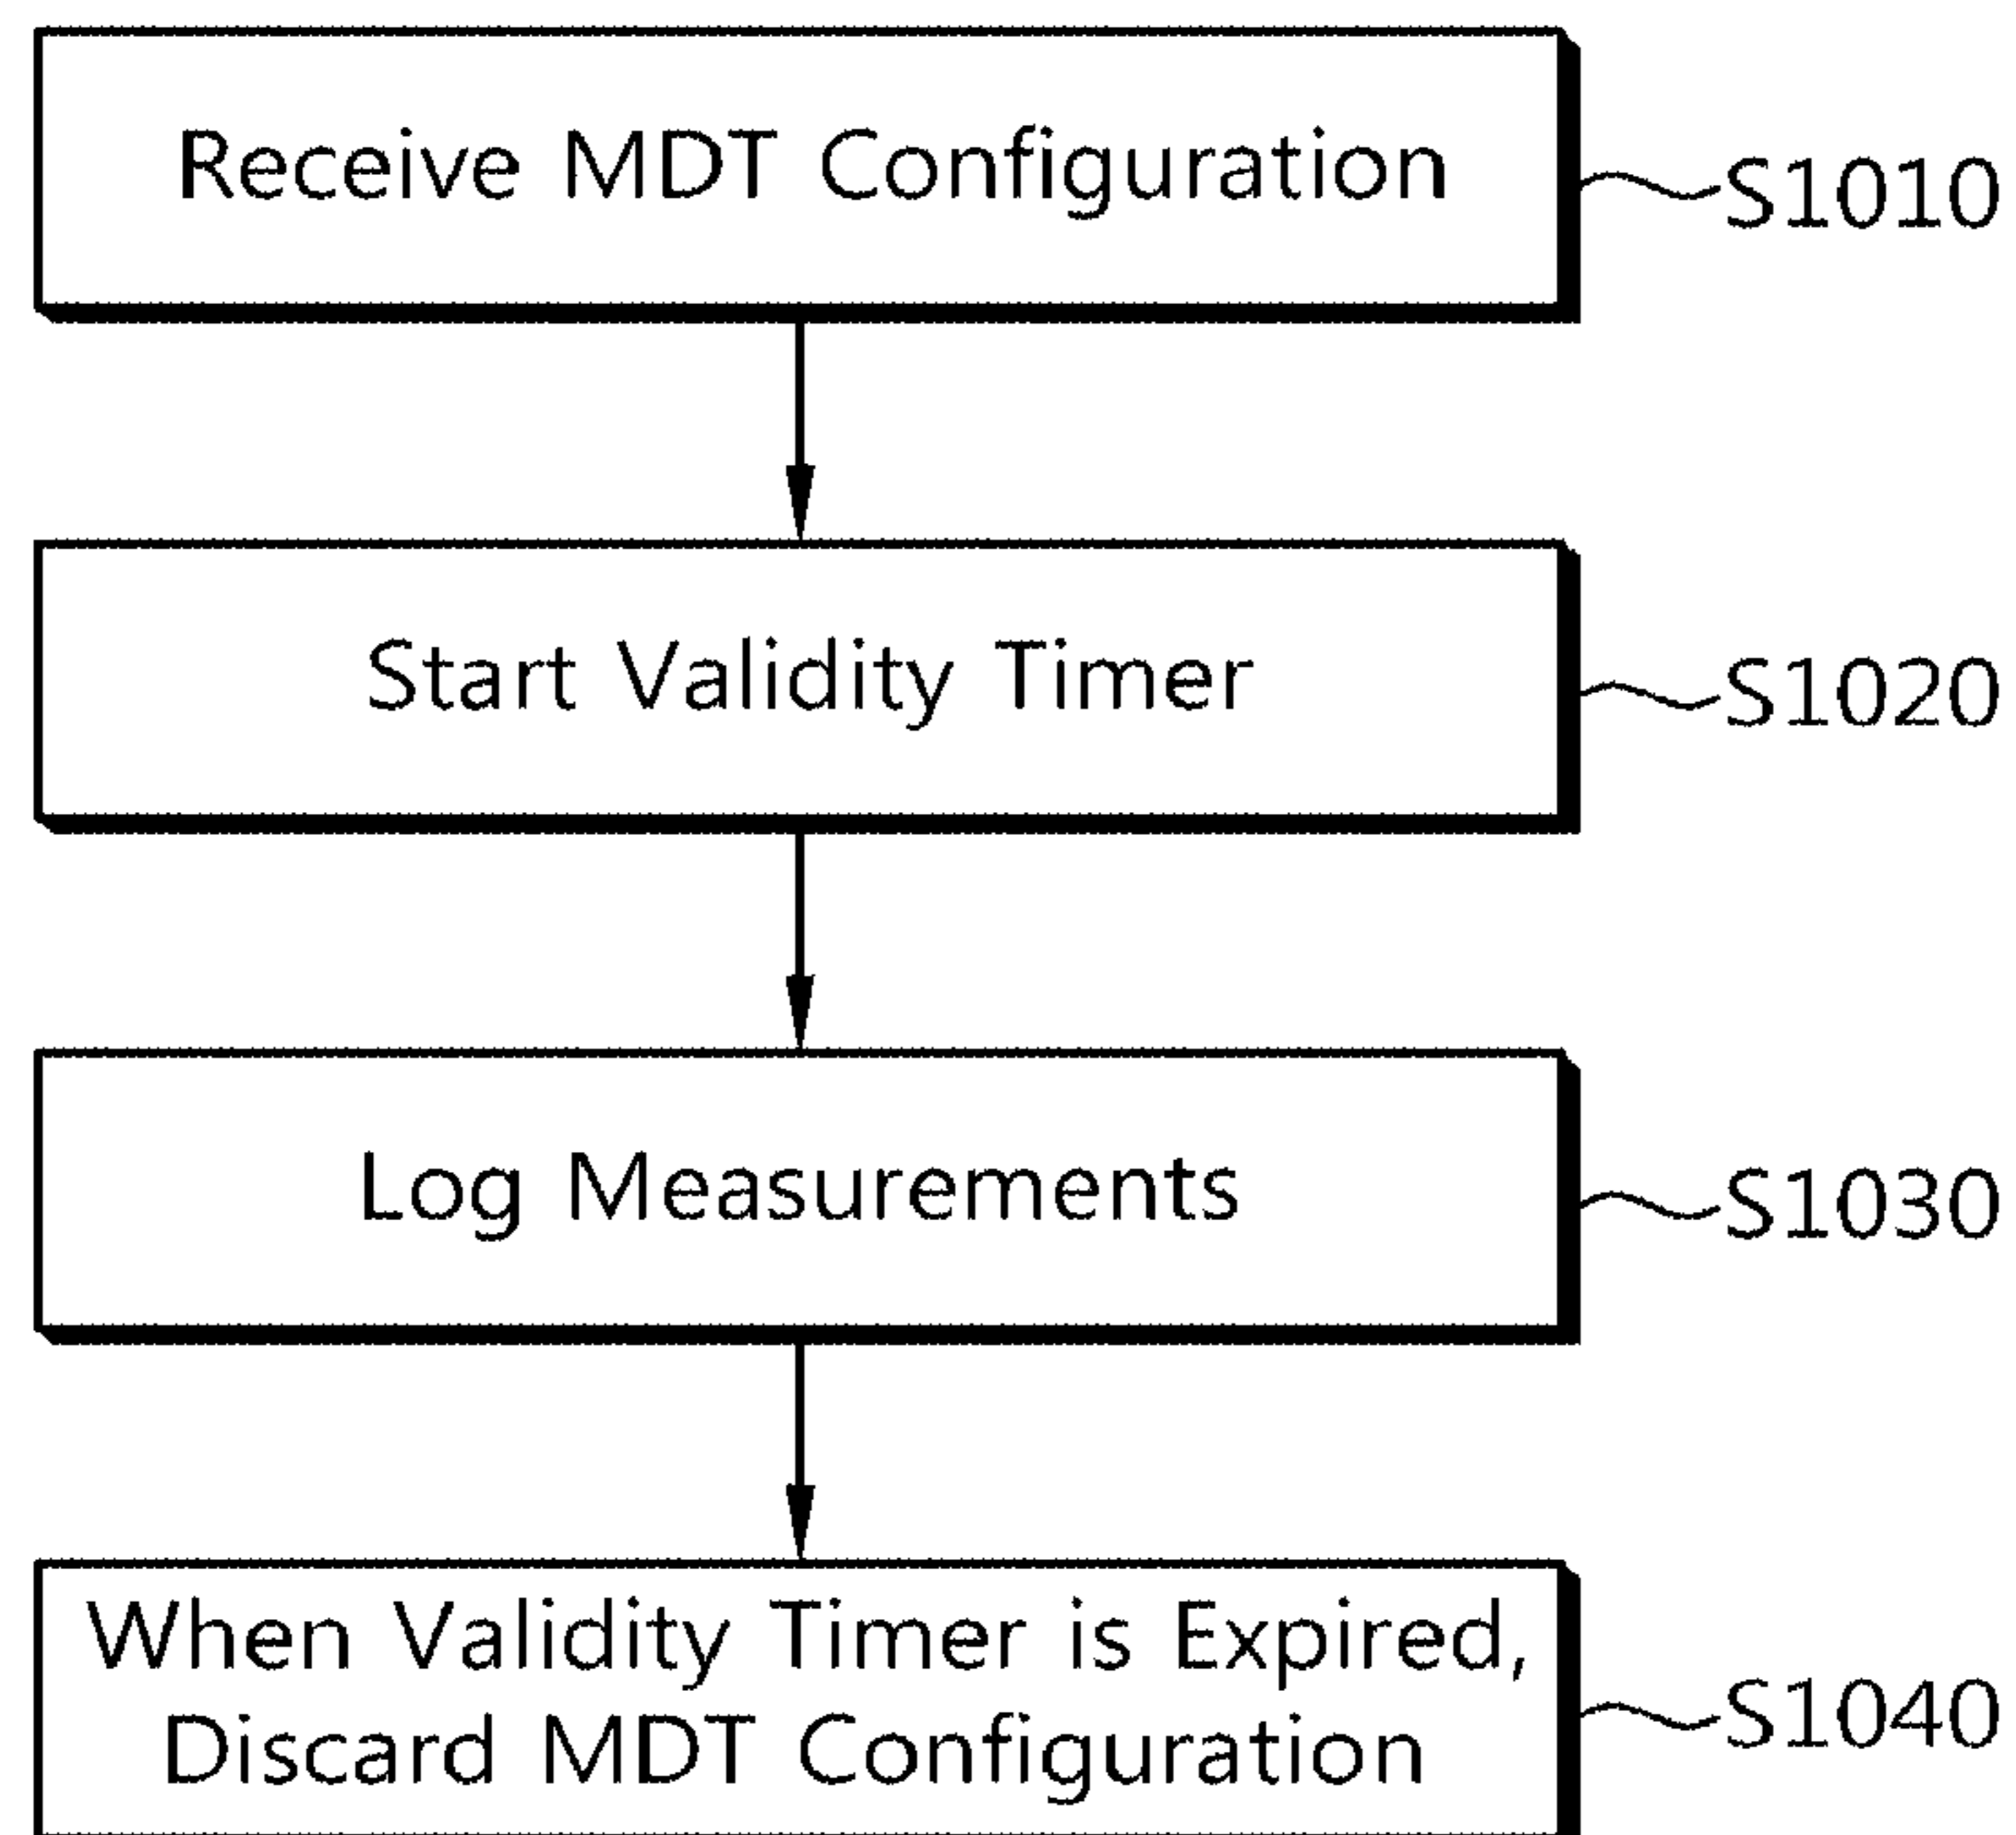 Receive MDT Configuration
S1010
Start Validity Timer
S1020
Log Measurements
S1030
When Validity Timer is Expired,
Discard MDT Configuration
S1040